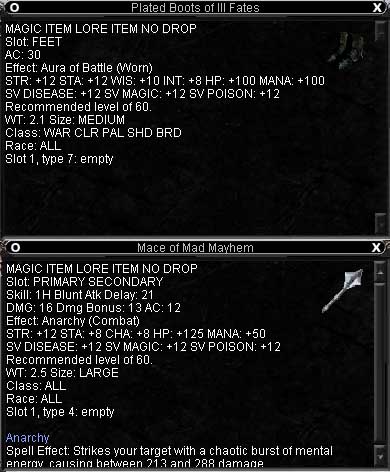 Plated Boots of Ill Fates
MAGIC ITEM LORE ITEM NO DROP
Slot: FEET
AC: 30
Effect: Aura of Battle (Worn)
STR: +12 STA: +12 WIS: +10 INT: +8 HP: +100 MANA: +100
SV DISEASE: +12 SV MAGIC: +12 SV POISON: +12
Recommended level of 60.
WT: 2.1 Size: MEDIUM
Class: WAR CLR PAL SHD BRD
Race: ALL
Slot 1, type 7: empty
Mace of Mad Mayhem
MAGIC ITEM LORE ITEM NO DROP
Slot: PRIMARY SECONDARY
Skill: 1H Blunt Atk Delay: 21
DMG: 16 Dmg Bonus: 13 AC: 12
Effect: Anarchy (Combat)
STR: +12 STA: +8 CHA: +8 HP: +125 MANA: +50
SV DISEASE: +12 SV MAGIC: +12 SV POISON: +12
Recommended level of 60.
WT: 2.5 Size: LARGE
Class: ALL
Race: ALL
Slot 1, type 4: empty
Anarchy
Spell Effect: Strikes your target with a chaotic burst of mental
energy, causing between 213 and 288 damage